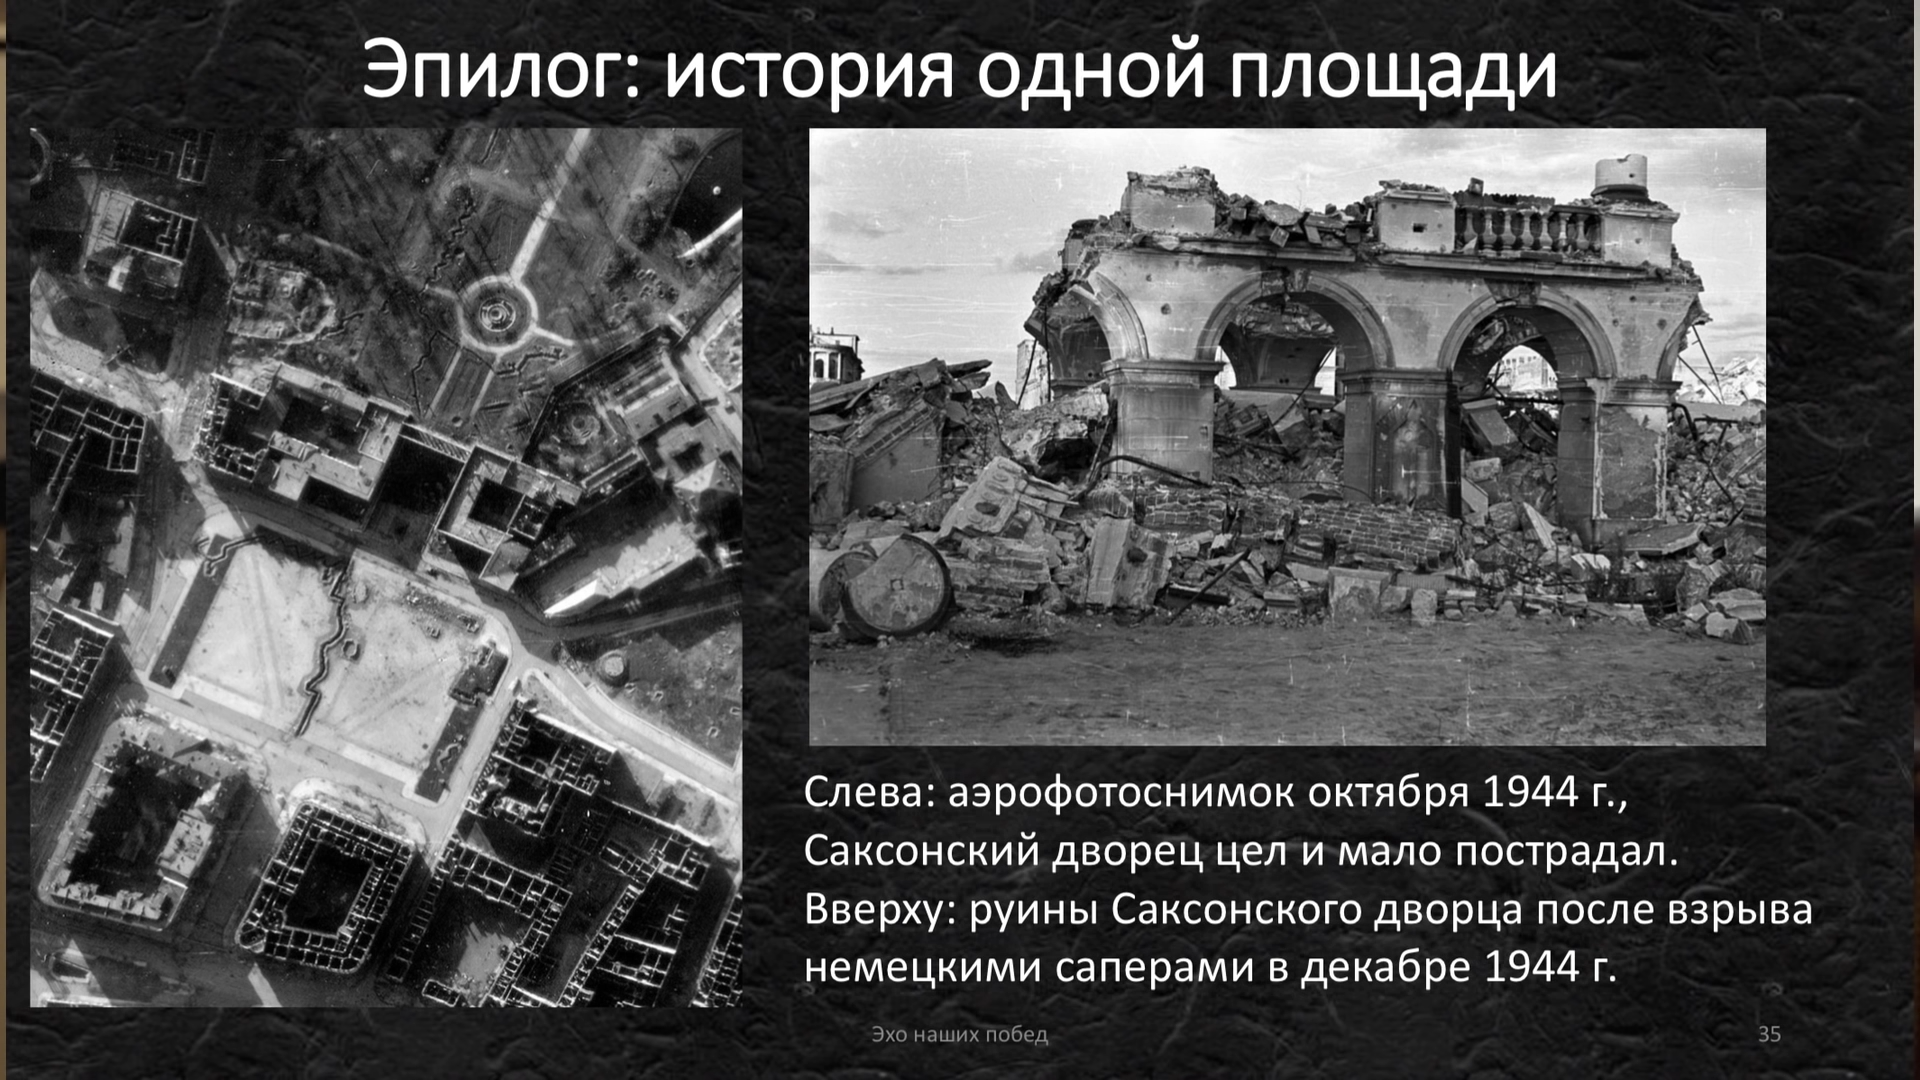 Эпилог: история одной площади
Слева: аэрофотоснимок октября 1944 г.,
Саксонский дворец цел и мало пострадал.
Вверху: руины Саксонского дворца после взрыва
немецкими саперами в декабре 1944 г.
Эхо наших побед
35